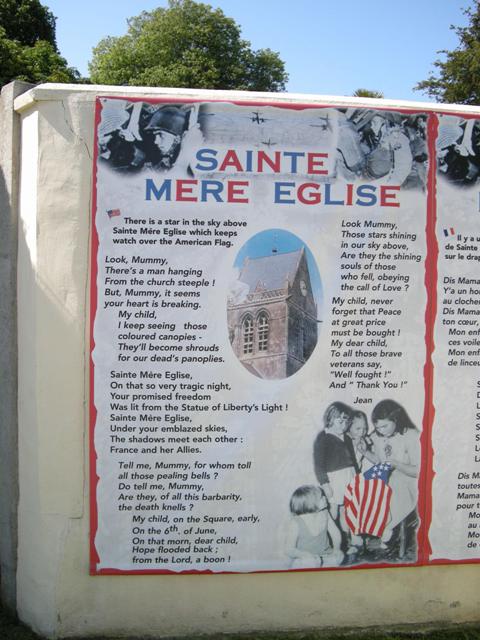 SAINTE
MERE EGLISE
There is a star in the sky above
Sainte Mére Eglise which keeps
watch over the American Flag.
Look, Mummy,
There's a man hanging
From the church steeple !
But, Mummy, it seems
your heart is breaking.
My child,
I keep seeing those
coloured canopies -
They'll become shrouds
for our dead's panoplies.
Sainte Mére Eglise,
On that so very tragic night,
Your promised freedom
Was lit from the Statue of Liberty's Light !
Sainte Mére Eglise,
Under your emblazed skies,
The shadows meet each other :
France and her Allies.
Tell me, Mummy, for whom toll
all those pealing bells ?
Do tell me, Mummy,
Are they, of all this barbarity,
the death knells ?
My child, on the Square, early,
On the 6th. of June,
On that morn, dear child,
Hope flooded back ;
from the Lord, a boon !
Look Mummy,
Those stars shining
in our sky above,
Are they the shining
souls of those
who fell, obeying
the call of Love ?
My child, never
forget that Peace
at great price
must be bought !
My dear child,
To all those brave
veterans say,
"Well fought !"
And " Thank You !"
Jean
Il y a u
de Sainte
sur le drap
Dis Mama
Y'a un ho
au clocher
Dis Mama
ton cœur,
Mon enf
ces voile
Mon enf
de linceu
Dis Ma
toutes
Mama
pour t
Mo
au
Mo
de